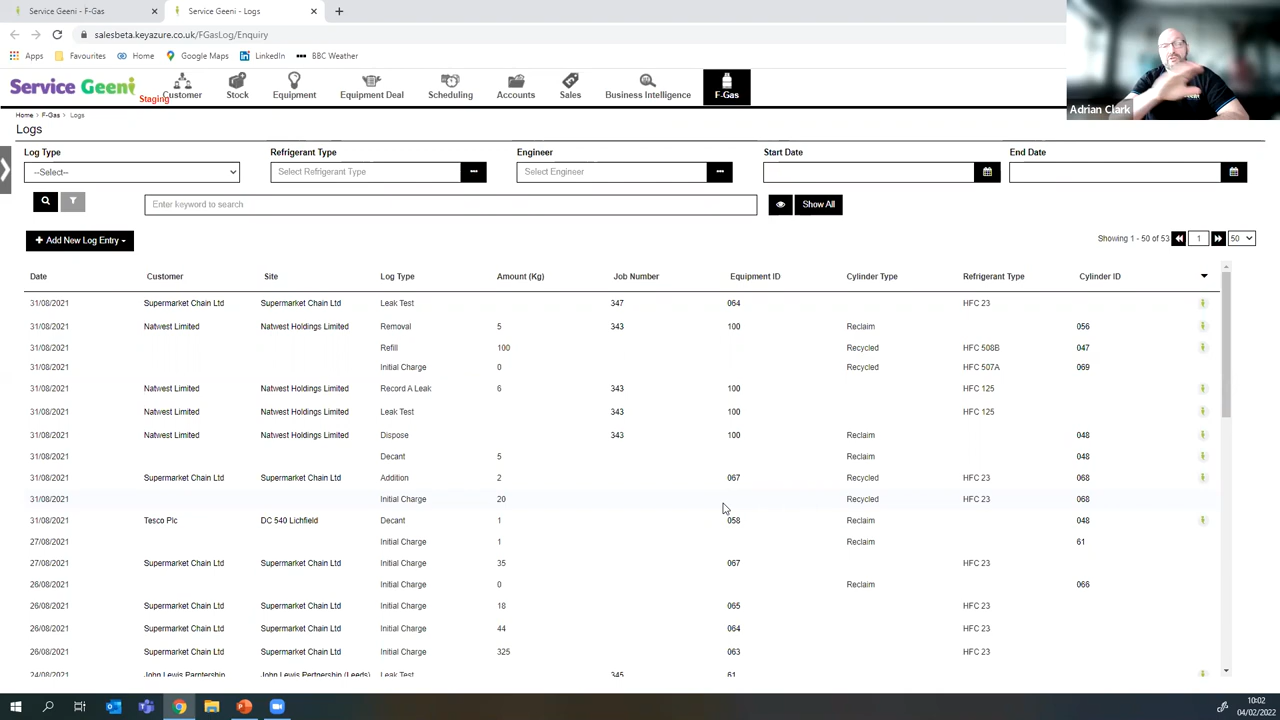 Service Geeni - F-Gas
Service Geeni - Logs
salesbeta.keyazure.co.uk/FGasLog/Enquiry
Apps Favourites Home Google Maps LinkedIn BBC Weather
Service Geeni Staging Customer Stock Equipment Equipment Deal Scheduling Accounts Sales Business Intelligence F-Gas
Adrian Clark
Home › F-Gas › Logs
Logs
Log Type Refrigerant Type Engineer Start Date End Date
--Select-- Select Refrigerant Type Select Engineer
Enter keyword to search Show All
Add New Log Entry Showing 1 - 50 of 53 1 50
Date Customer Site Log Type Amount (Kg) Job Number Equipment ID Cylinder Type Refrigerant Type Cylinder ID
31/08/2021 Supermarket Chain Ltd Supermarket Chain Ltd Leak Test 347 064 HFC 23
31/08/2021 Natwest Limited Natwest Holdings Limited Removal 5 343 100 Reclaim 056
31/08/2021 Refill 100 Recycled HFC 508B 047
31/08/2021 Initial Charge 0 Recycled HFC 507A 069
31/08/2021 Natwest Limited Natwest Holdings Limited Record A Leak 6 343 100 HFC 125
31/08/2021 Natwest Limited Natwest Holdings Limited Leak Test 343 100 HFC 125
31/08/2021 Natwest Limited Natwest Holdings Limited Dispose 343 100 Reclaim 048
31/08/2021 Decant 5 Reclaim 048
31/08/2021 Supermarket Chain Ltd Supermarket Chain Ltd Addition 2 067 Recycled HFC 23 068
31/08/2021 Initial Charge 20 Recycled HFC 23 068
31/08/2021 Tesco Plc DC 540 Lichfield Decant 1 058 Reclaim 048
27/08/2021 Initial Charge 1 Reclaim 61
27/08/2021 Supermarket Chain Ltd Supermarket Chain Ltd Initial Charge 35 067 HFC 23
26/08/2021 Initial Charge 0 Reclaim 066
26/08/2021 Supermarket Chain Ltd Supermarket Chain Ltd Initial Charge 18 065 HFC 23
26/08/2021 Supermarket Chain Ltd Supermarket Chain Ltd Initial Charge 44 064 HFC 23
26/08/2021 Supermarket Chain Ltd Supermarket Chain Ltd Initial Charge 325 063 HFC 23
24/08/2021 John Lewis Parntership John Lewis Pertnership (Leeds) Leak Test 345 61
10:02
04/02/2022